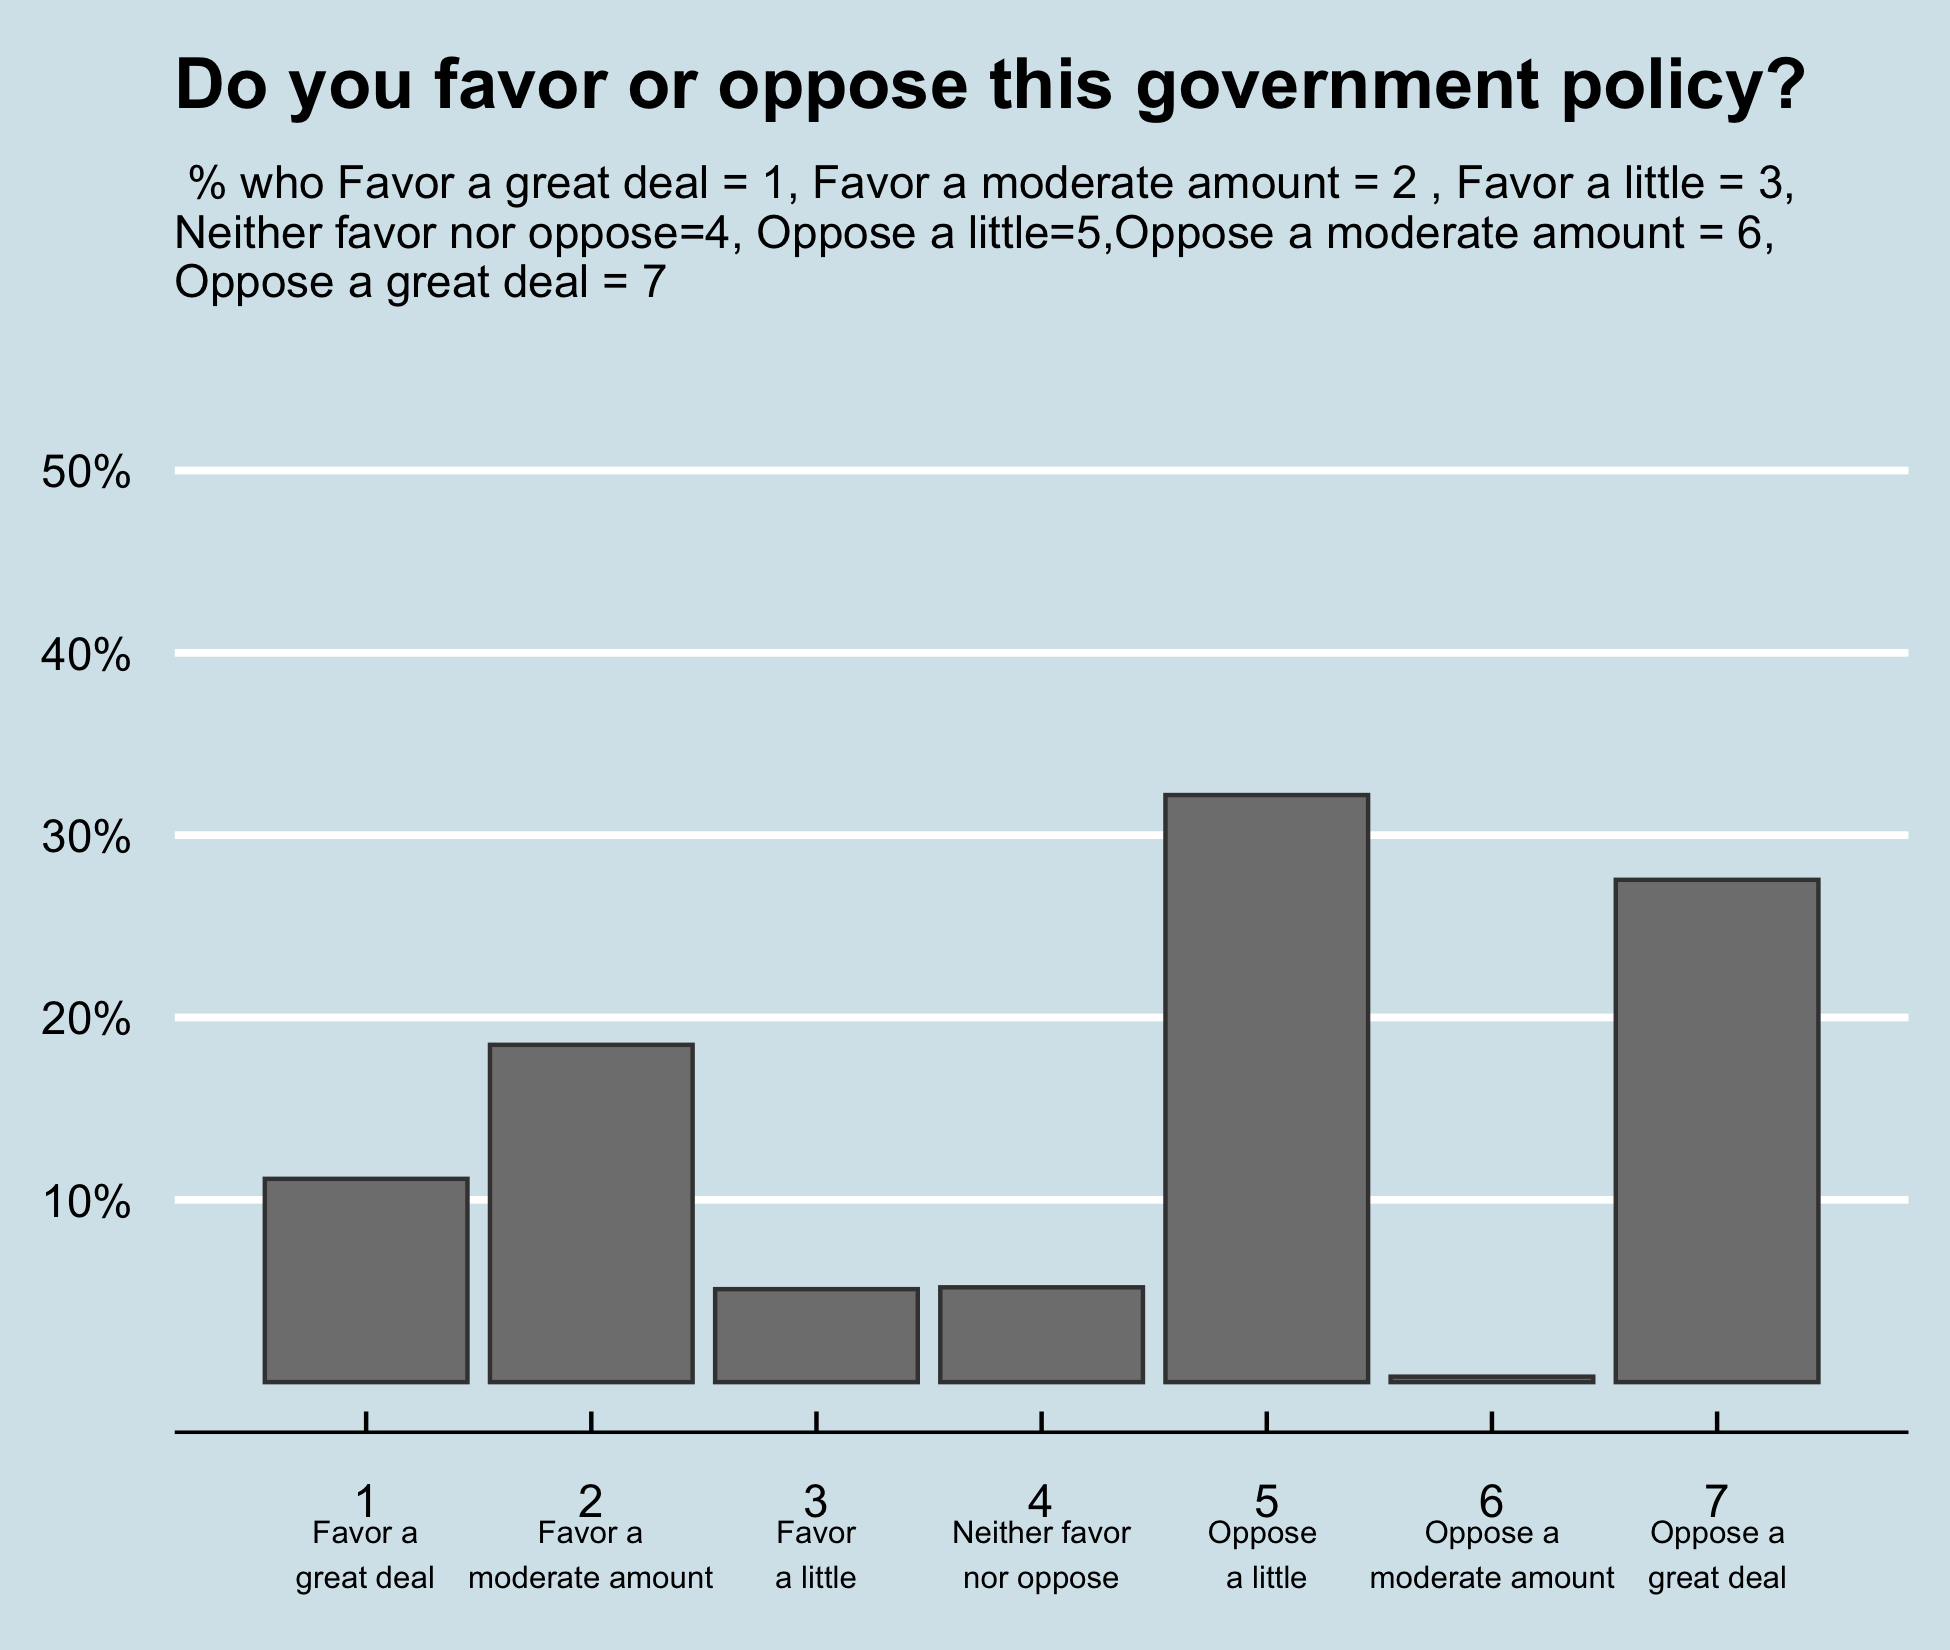 Do you favor or oppose this government policy?
% who Favor a great deal = 1, Favor a moderate amount = 2 , Favor a little = 3,
Neither favor nor oppose=4, Oppose a little=5,Oppose a moderate amount = 6,
Oppose a great deal = 7
50%
40%
30%
20%
10%
1 2 3 4 5 6 7
Favor a Favor a Favor Neither favor Oppose Oppose a Oppose a
great deal moderate amount a little nor oppose a little moderate amount great deal